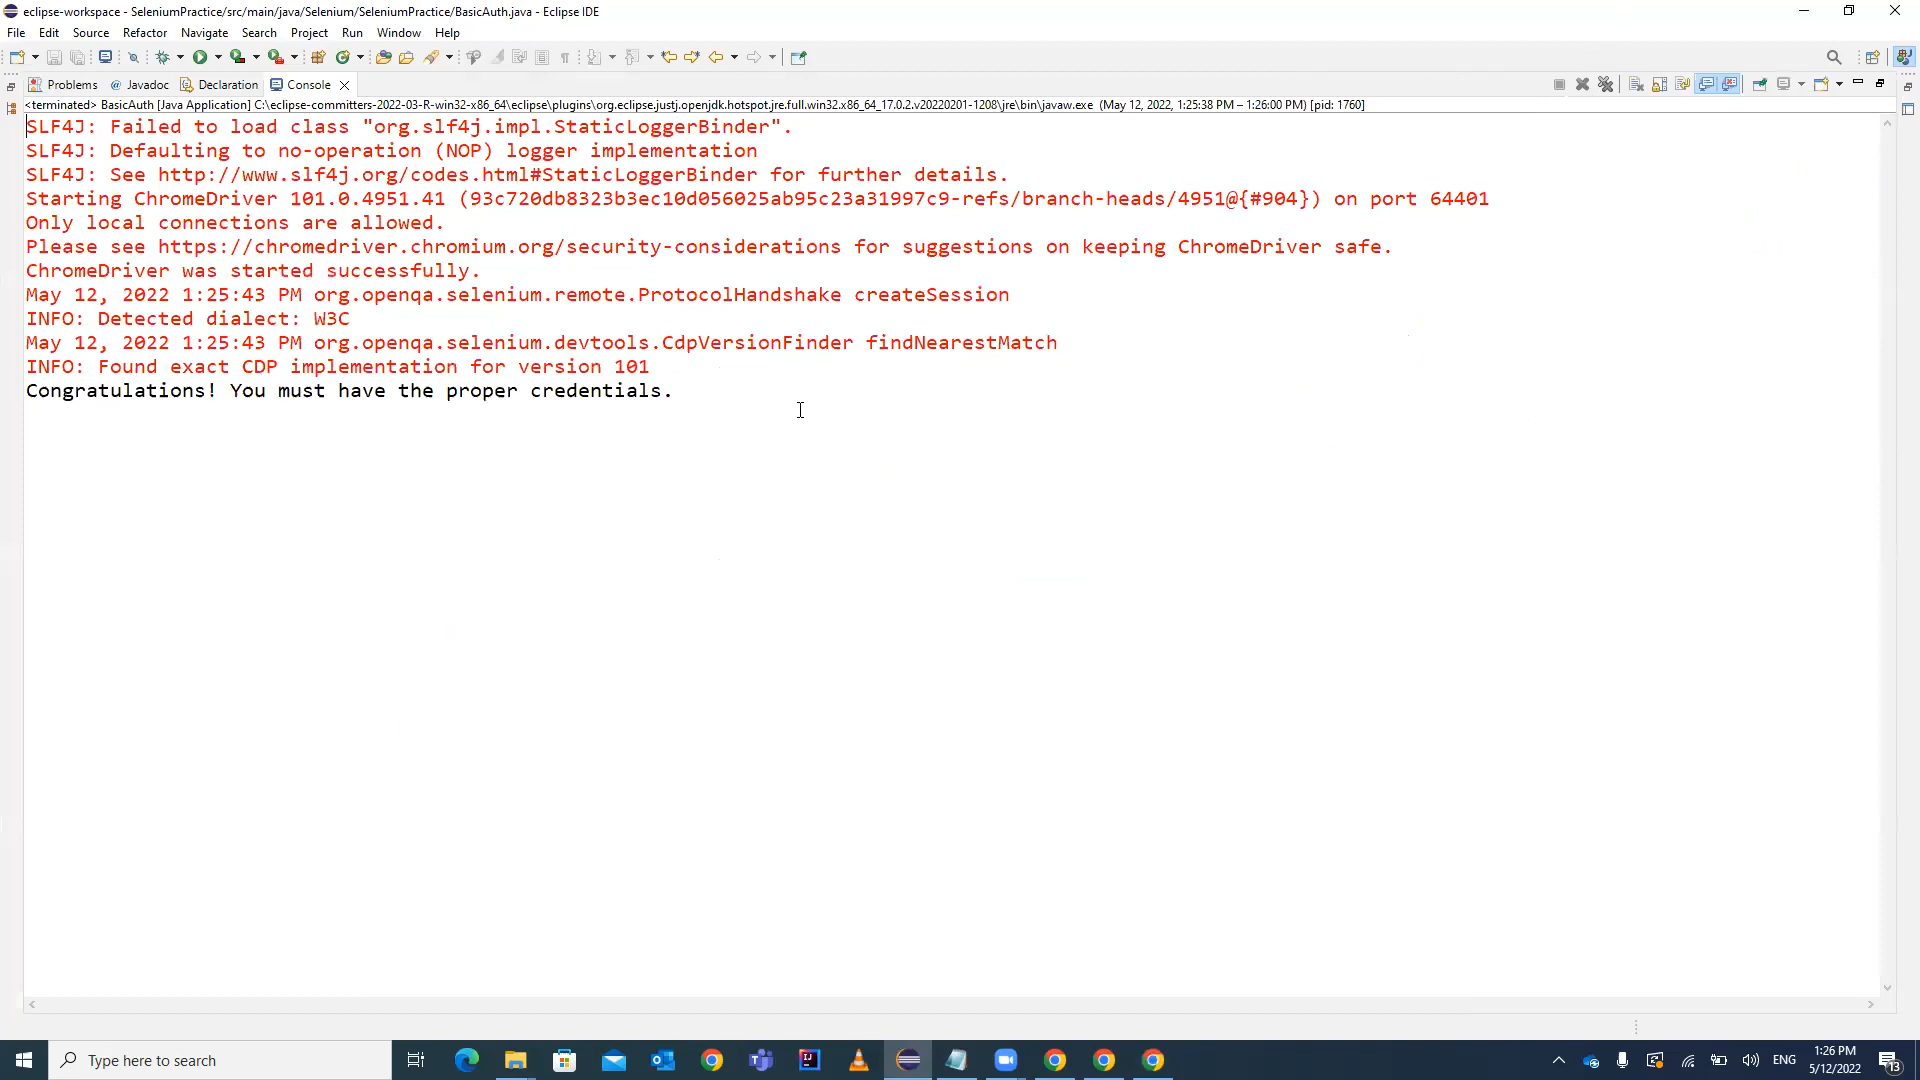 eclipse-workspace - SeleniumPractice/src/main/java/Selenium/SeleniumPractice/BasicAuth.java - Eclipse IDE
File Edit Source Refactor Navigate Search Project Run Window Help
Problems @ Javadoc Declaration Console
<terminated> BasicAuth [Java Application] C:\eclipse-committers-2022-03-R-win32-x86_64\eclipse\plugins\org.eclipse.justj.openjdk.hotspot.jre.full.win32.x86_64_17.0.2.v20220201-1208\jre\bin\javaw.exe (May 12, 2022, 1:25:38 PM – 1:26:00 PM) [pid: 1760]
SLF4J: Failed to load class "org.slf4j.impl.StaticLoggerBinder".
SLF4J: Defaulting to no-operation (NOP) logger implementation
SLF4J: See http://www.slf4j.org/codes.html#StaticLoggerBinder for further details.
Starting ChromeDriver 101.0.4951.41 (93c720db8323b3ec10d056025ab95c23a31997c9-refs/branch-heads/4951@{#904}) on port 64401
Only local connections are allowed.
Please see https://chromedriver.chromium.org/security-considerations for suggestions on keeping ChromeDriver safe.
ChromeDriver was started successfully.
May 12, 2022 1:25:43 PM org.openqa.selenium.remote.ProtocolHandshake createSession
INFO: Detected dialect: W3C
May 12, 2022 1:25:43 PM org.openqa.selenium.devtools.CdpVersionFinder findNearestMatch
INFO: Found exact CDP implementation for version 101
Congratulations! You must have the proper credentials.
Type here to search
ENG
1:26 PM
5/12/2022
13